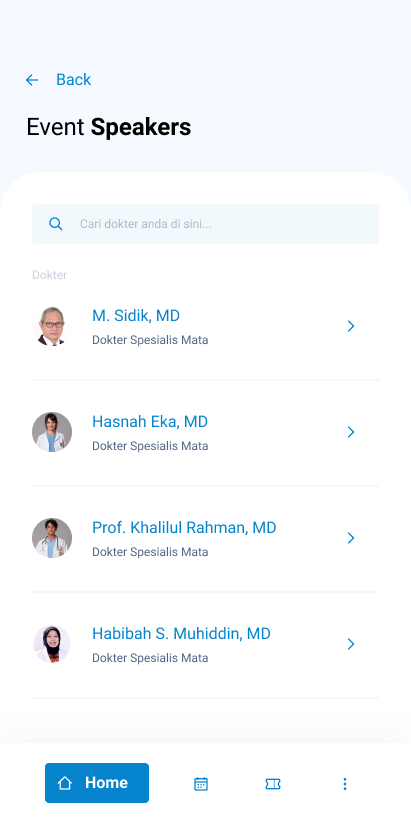 Back
Event Speakers
Cari dokter anda di sini...
Dokter
M. Sidik, MD
Dokter Spesialis Mata
Hasnah Eka, MD
Dokter Spesialis Mata
Prof. Khalilul Rahman, MD
Dokter Spesialis Mata
Habibah S. Muhiddin, MD
Dokter Spesialis Mata
Home